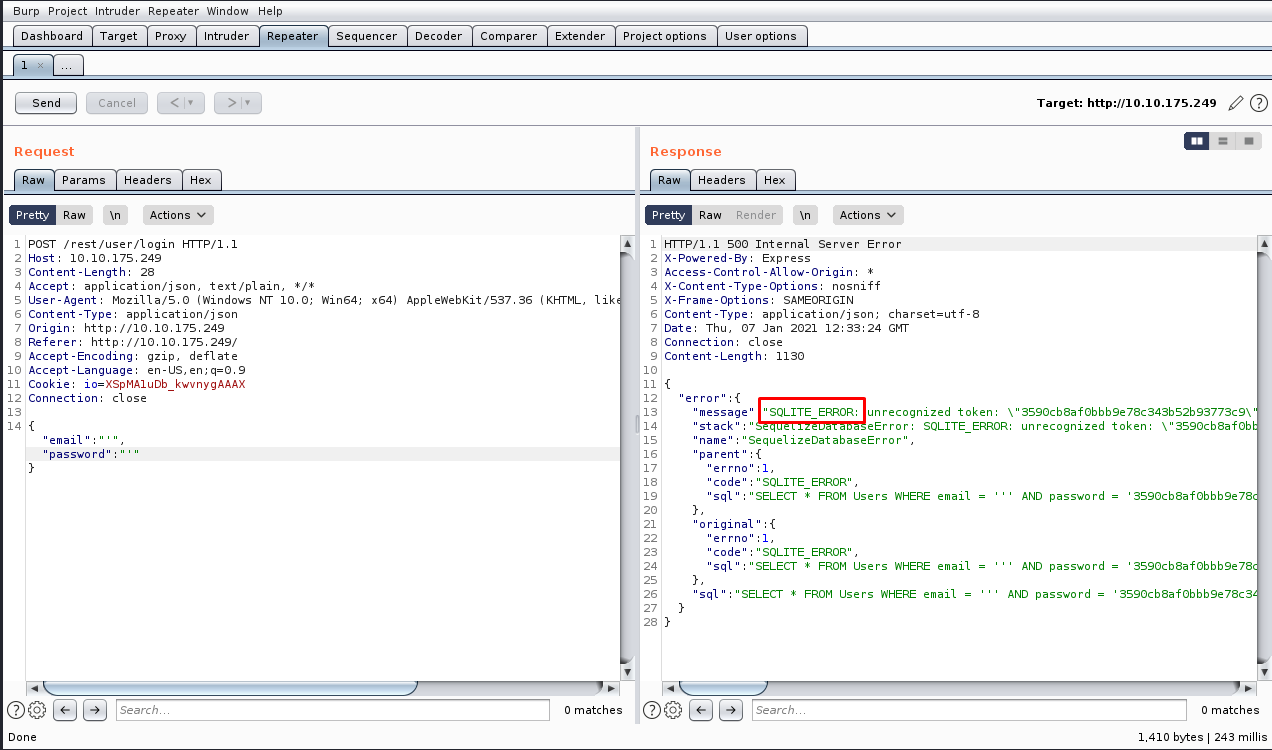 Burp Project Intruder Repeater Window Help
Dashboard Target Proxy Intruder Repeater Sequencer Decoder Comparer Extender Project options User options
1 × ...
Send Cancel < | ▾ > | ▾ Target: http://10.10.175.249 ?
Request
Raw Params Headers Hex
Pretty Raw \n Actions
1 POST /rest/user/login HTTP/1.1
2 Host: 10.10.175.249
3 Content-Length: 28
4 Accept: application/json, text/plain, */*
5 User-Agent: Mozilla/5.0 (Windows NT 10.0; Win64; x64) AppleWebKit/537.36 (KHTML, like
6 Content-Type: application/json
7 Origin: http://10.10.175.249
8 Referer: http://10.10.175.249/
9 Accept-Encoding: gzip, deflate
10 Accept-Language: en-US,en;q=0.9
11 Cookie: io=XSpMA1uDb_kwvnygAAAX
12 Connection: close
13
14 {
"email":"'",
"password":"'"
}
? Search... 0 matches
Response
Raw Headers Hex
Pretty Raw Render \n Actions
1 HTTP/1.1 500 Internal Server Error
2 X-Powered-By: Express
3 Access-Control-Allow-Origin: *
4 X-Content-Type-Options: nosniff
5 X-Frame-Options: SAMEORIGIN
6 Content-Type: application/json; charset=utf-8
7 Date: Thu, 07 Jan 2021 12:33:24 GMT
8 Connection: close
9 Content-Length: 1130
10
11 {
12 "error":{
13 "message":"SQLITE_ERROR: unrecognized token: \"3590cb8af0bbb9e78c343b52b93773c9\"
14 "stack":"SequelizeDatabaseError: SQLITE_ERROR: unrecognized token: \"3590cb8af0bb
15 "name":"SequelizeDatabaseError",
16 "parent":{
17 "errno":1,
18 "code":"SQLITE_ERROR",
19 "sql":"SELECT * FROM Users WHERE email = ''' AND password = '3590cb8af0bbb9e78c
20 },
21 "original":{
22 "errno":1,
23 "code":"SQLITE_ERROR",
24 "sql":"SELECT * FROM Users WHERE email = ''' AND password = '3590cb8af0bbb9e78c
25 },
26 "sql":"SELECT * FROM Users WHERE email = ''' AND password = '3590cb8af0bbb9e78c34
27 }
28 }
? Search... 0 matches
Done 1,410 bytes | 243 millis